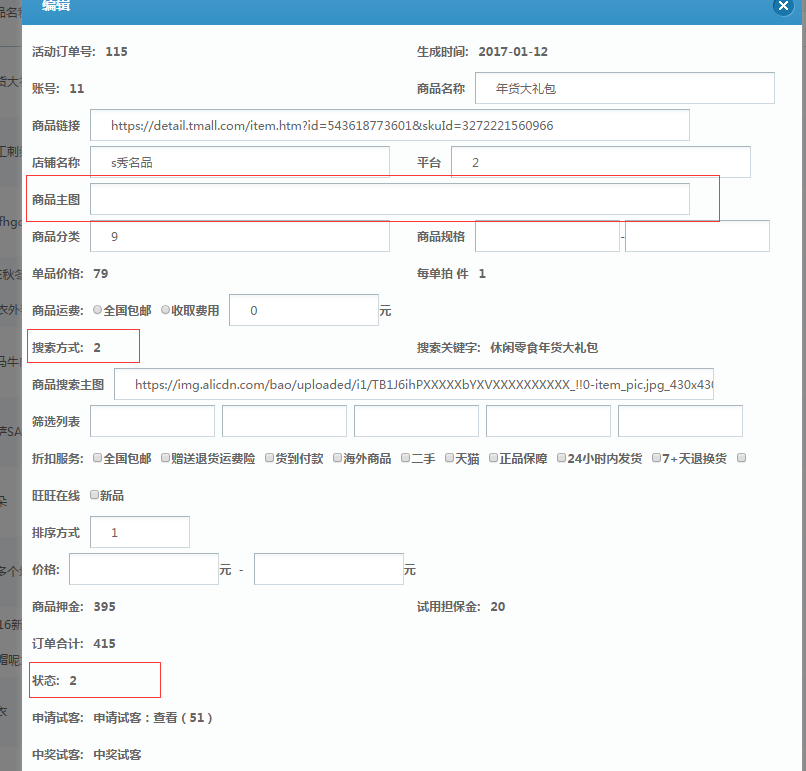 编辑
活动订单号: 115 生成时间: 2017-01-12
账号: 11 商品名称 年货大礼包
商品链接 https://detail.tmall.com/item.htm?id=543618773601&skuId=3272221560966
店铺名称 s秀名品 平台 2
商品主图
商品分类 9 商品规格 -
单品价格: 79 每单拍 件 1
商品运费: 全国包邮 收取费用 0 元
搜索方式: 2 搜索关键字: 休闲零食年货大礼包
商品搜索主图 https://img.alicdn.com/bao/uploaded/i1/TB1J6ihPXXXXXbYXVXXXXXXXXXX_!!0-item_pic.jpg_430x430
筛选列表
折扣服务: 全国包邮 赠送退货运费险 货到付款 海外商品 二手 天猫 正品保障 24小时内发货 7+天退换货
旺旺在线 新品
排序方式 1
价格: 元 - 元
商品押金: 395 试用担保金: 20
订单合计: 415
状态: 2
申请试客: 申请试客：查看（51）
中奖试客: 中奖试客